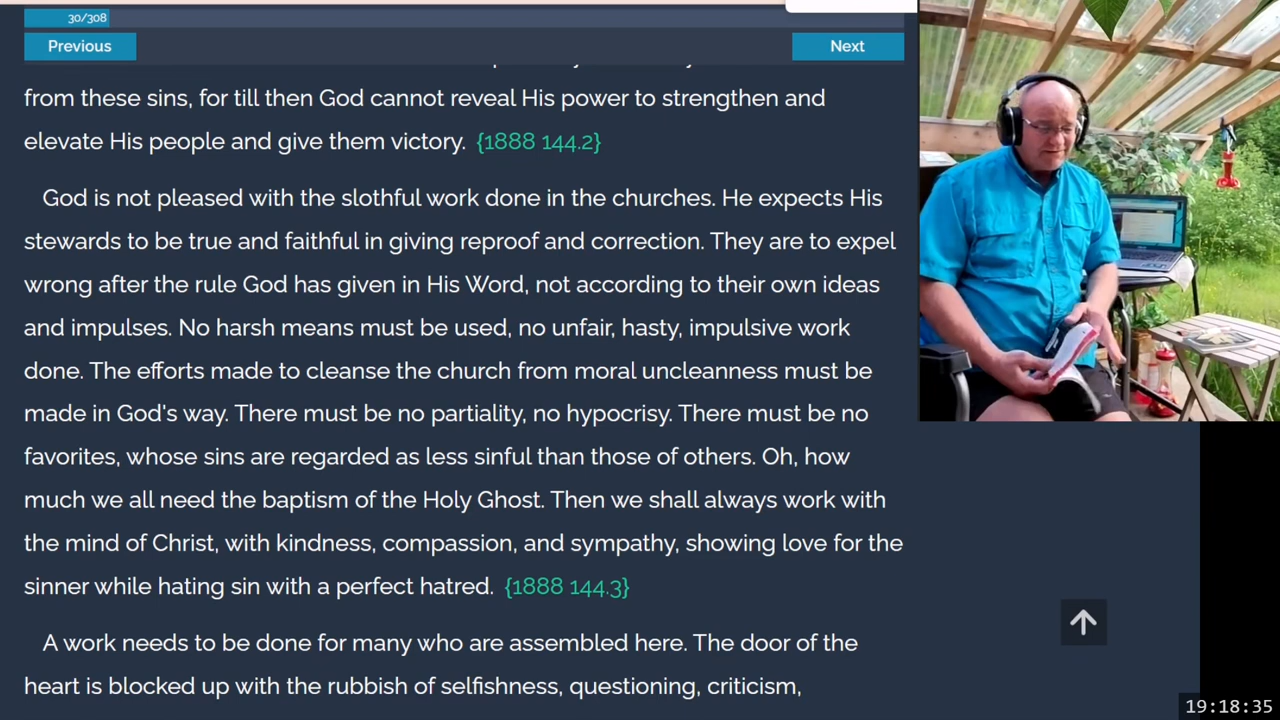 30/308
Previous
Next
from these sins, for till then God cannot reveal His power to strengthen and
elevate His people and give them victory. {1888 144.2}
God is not pleased with the slothful work done in the churches. He expects His
stewards to be true and faithful in giving reproof and correction. They are to expel
wrong after the rule God has given in His Word, not according to their own ideas
and impulses. No harsh means must be used, no unfair, hasty, impulsive work
done. The efforts made to cleanse the church from moral uncleanness must be
made in God's way. There must be no partiality, no hypocrisy. There must be no
favorites, whose sins are regarded as less sinful than those of others. Oh, how
much we all need the baptism of the Holy Ghost. Then we shall always work with
the mind of Christ, with kindness, compassion, and sympathy, showing love for the
sinner while hating sin with a perfect hatred. {1888 144.3}
A work needs to be done for many who are assembled here. The door of the
heart is blocked up with the rubbish of selfishness, questioning, criticism,
19:18:35